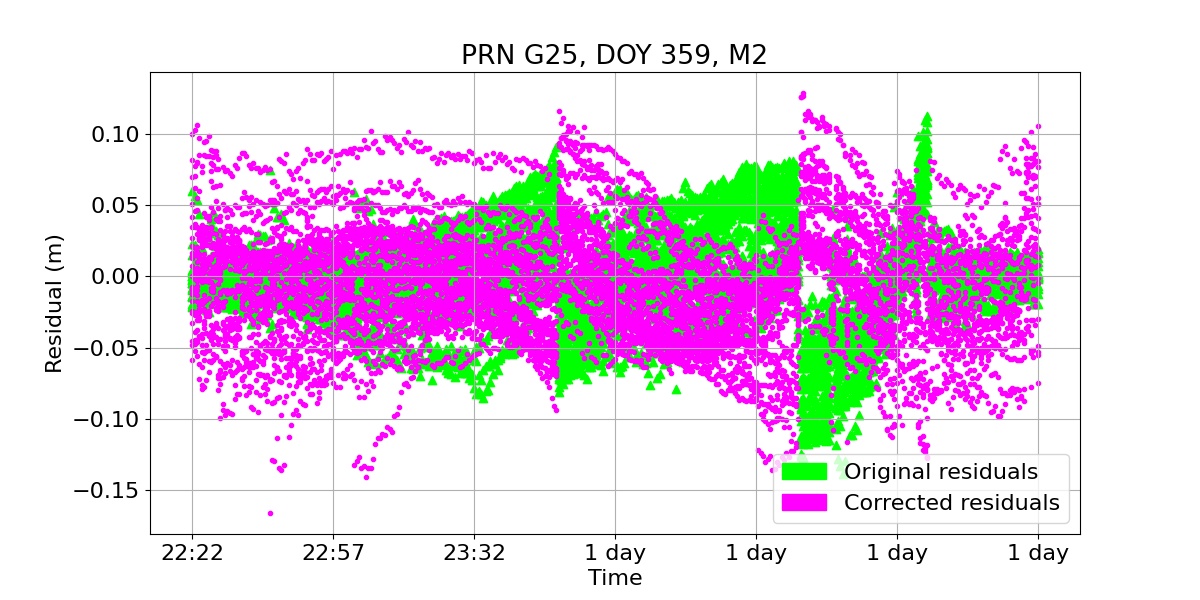 PRN G25, DOY 359, M2
Residual (m)
0.10
0.05
0.00
−0.05
−0.10
−0.15
Original residuals
Corrected residuals
22:22 22:57 23:32 1 day 1 day 1 day 1 day
Time